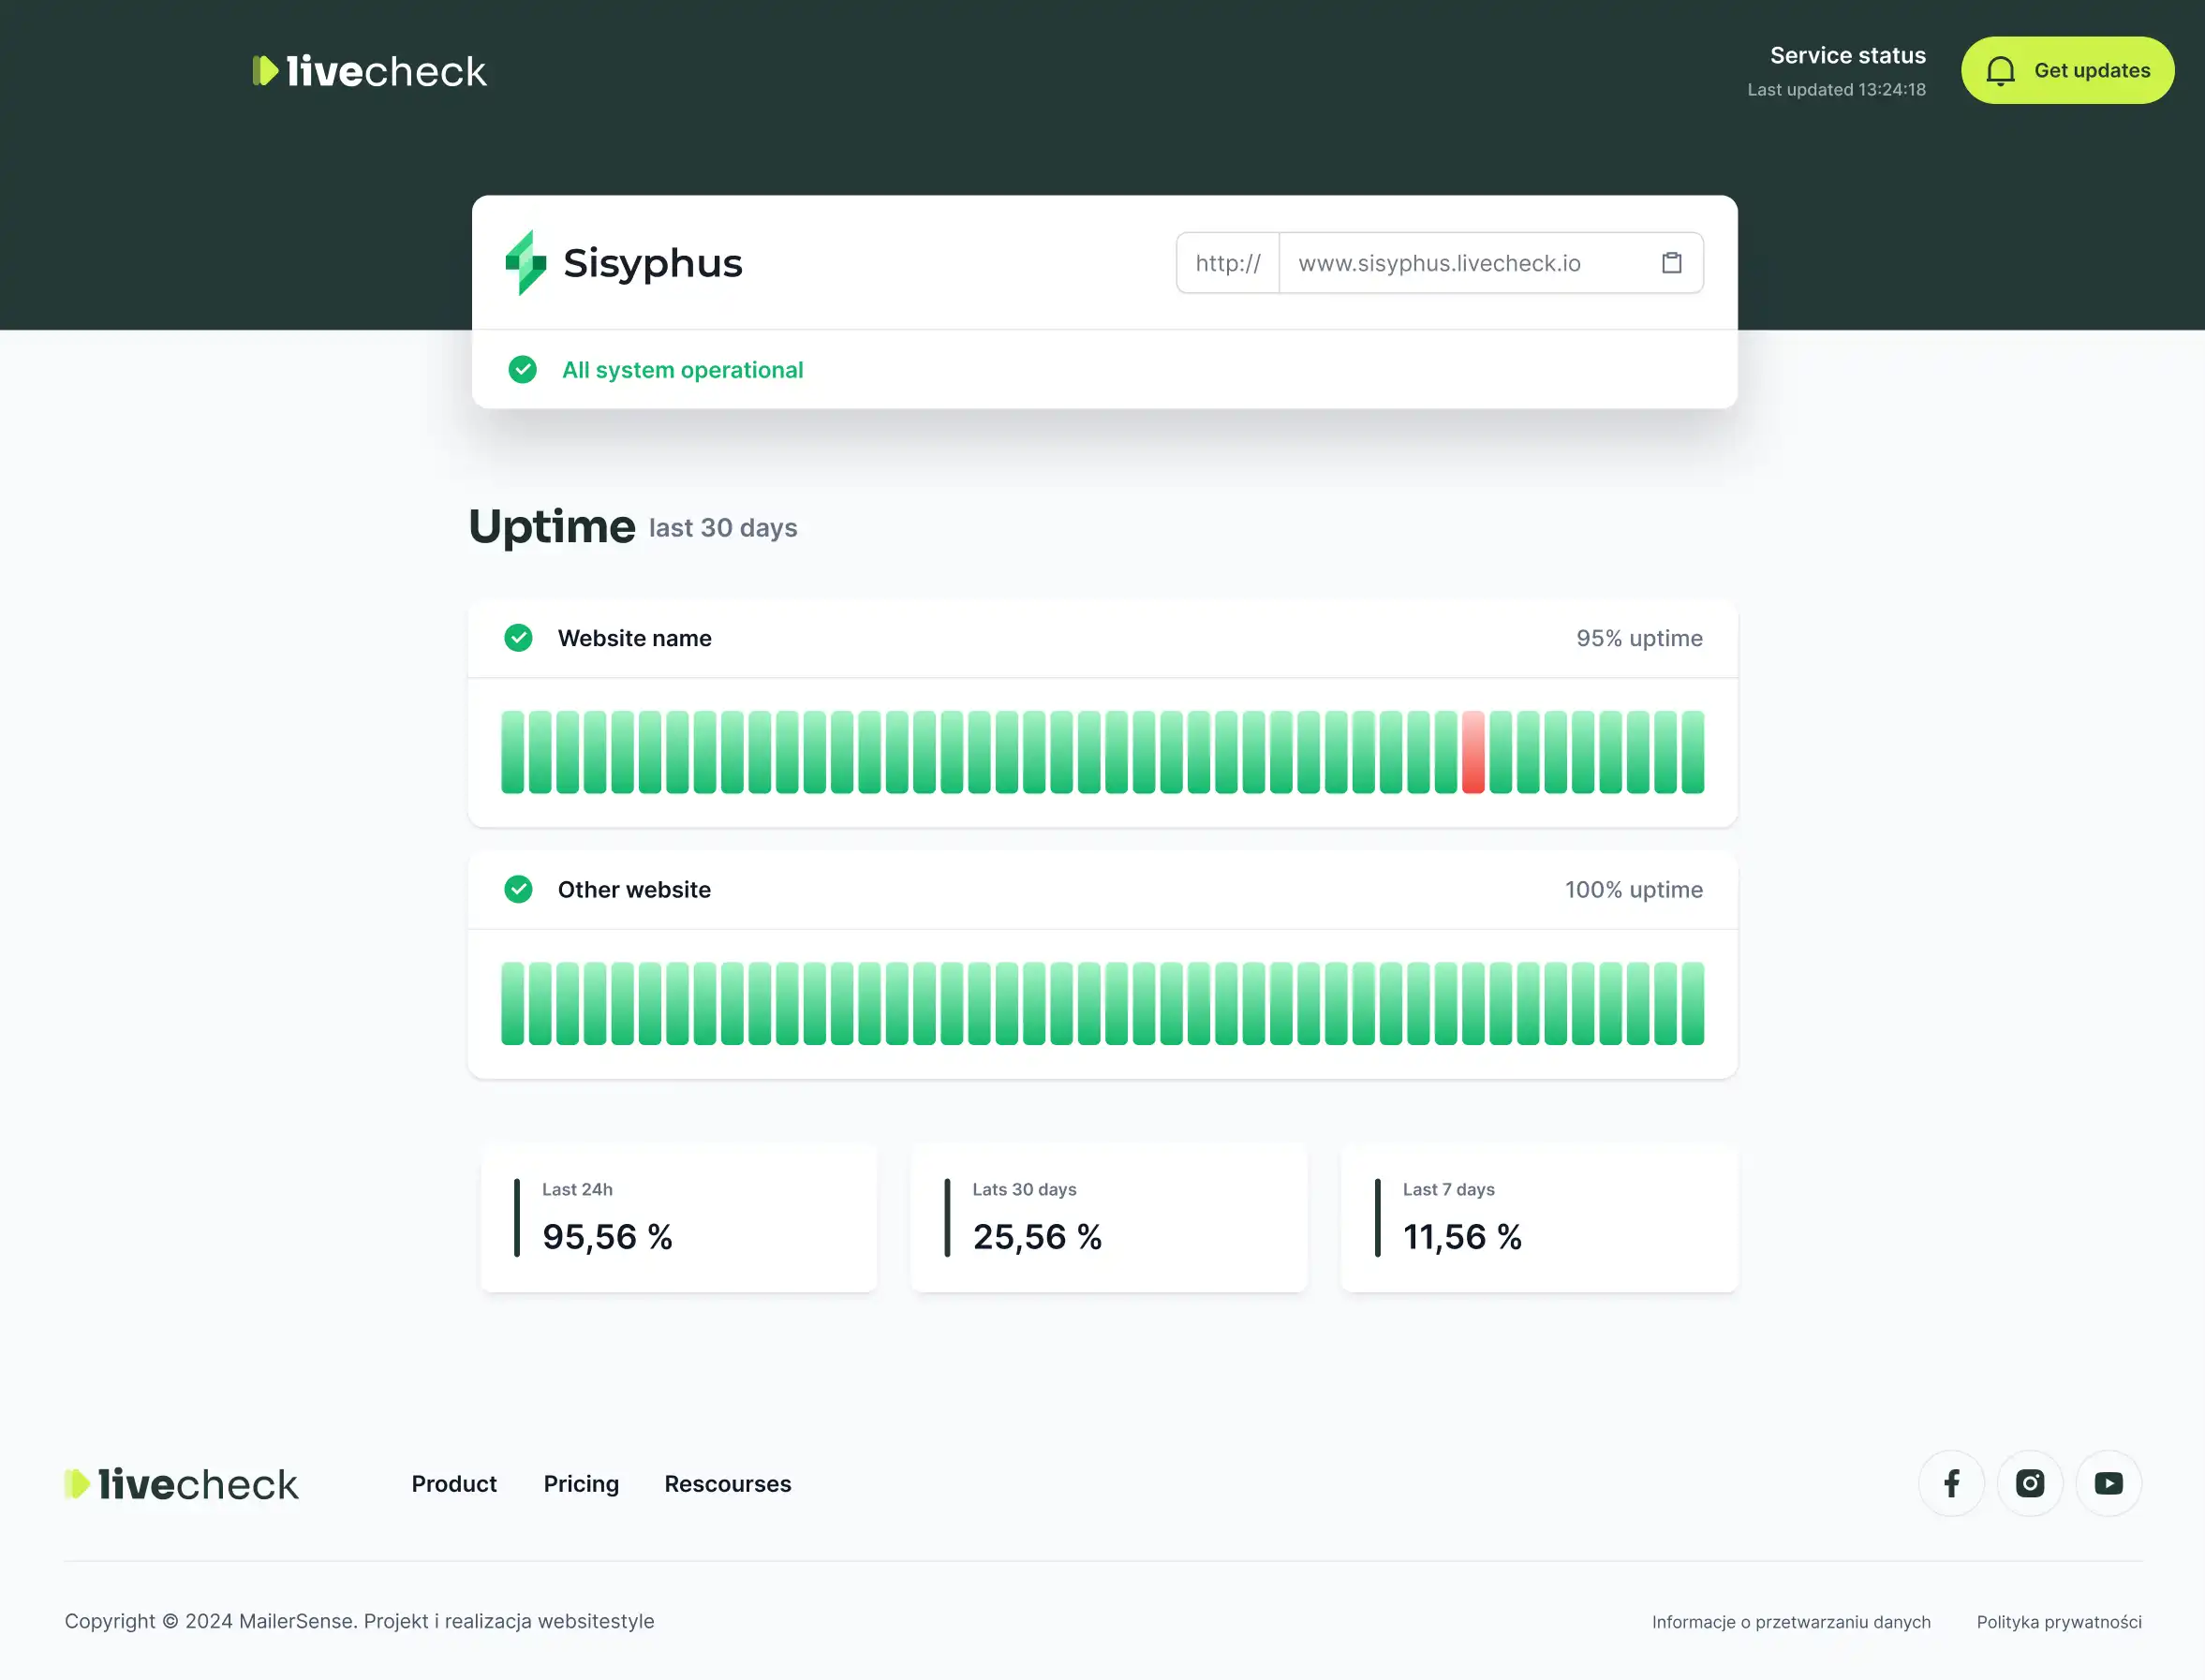 livecheck
Service status
Last updated 13:24:18
Get updates
Sisyphus
http://
www.sisyphus.livecheck.io
All system operational
Uptime last 30 days
Website name
95% uptime
Other website
100% uptime
Last 24h
95,56 %
Lats 30 days
25,56 %
Last 7 days
11,56 %
livecheck
Product
Pricing
Rescourses
Copyright © 2024 MailerSense. Projekt i realizacja websitestyle
Informacje o przetwarzaniu danych
Polityka prywatności